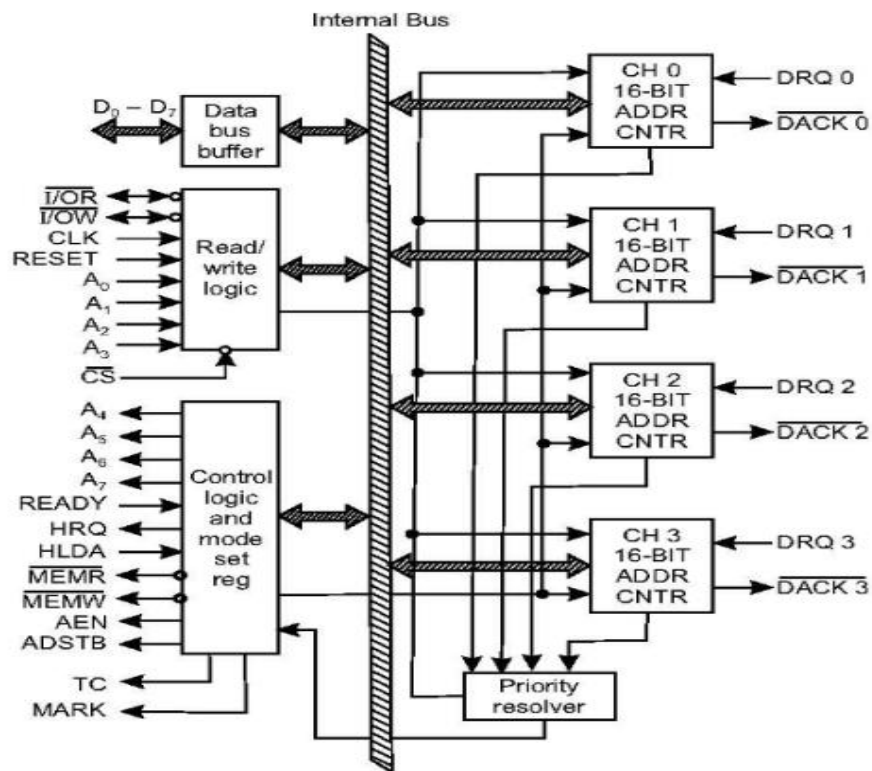 Internal Bus
D0 – D7
Data
bus
buffer
I/OR
I/OW
CLK
RESET
A0
A1
A2
A3
CS
Read/
write
logic
A4
A5
A6
A7
READY
HRQ
HLDA
MEMR
MEMW
AEN
ADSTB
TC
MARK
Control
logic
and
mode
set
reg
CH 0
16-BIT
ADDR
CNTR
DRQ 0
DACK 0
CH 1
16-BIT
ADDR
CNTR
DRQ 1
DACK 1
CH 2
16-BIT
ADDR
CNTR
DRQ 2
DACK 2
CH 3
16-BIT
ADDR
CNTR
DRQ 3
DACK 3
Priority
resolver